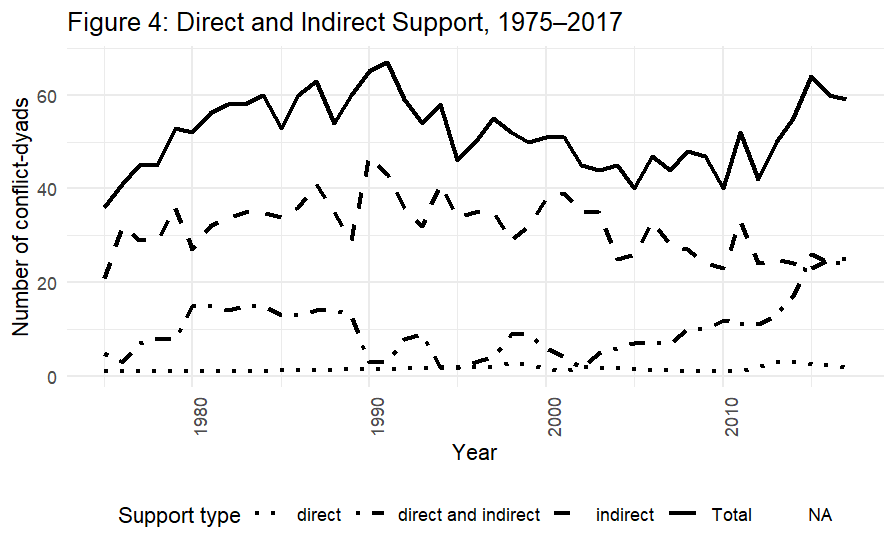 Figure 4: Direct and Indirect Support, 1975–2017
Number of conflict-dyads
60
40
20
0
1980
1990
2000
2010
Year
Support type direct direct and indirect indirect Total NA